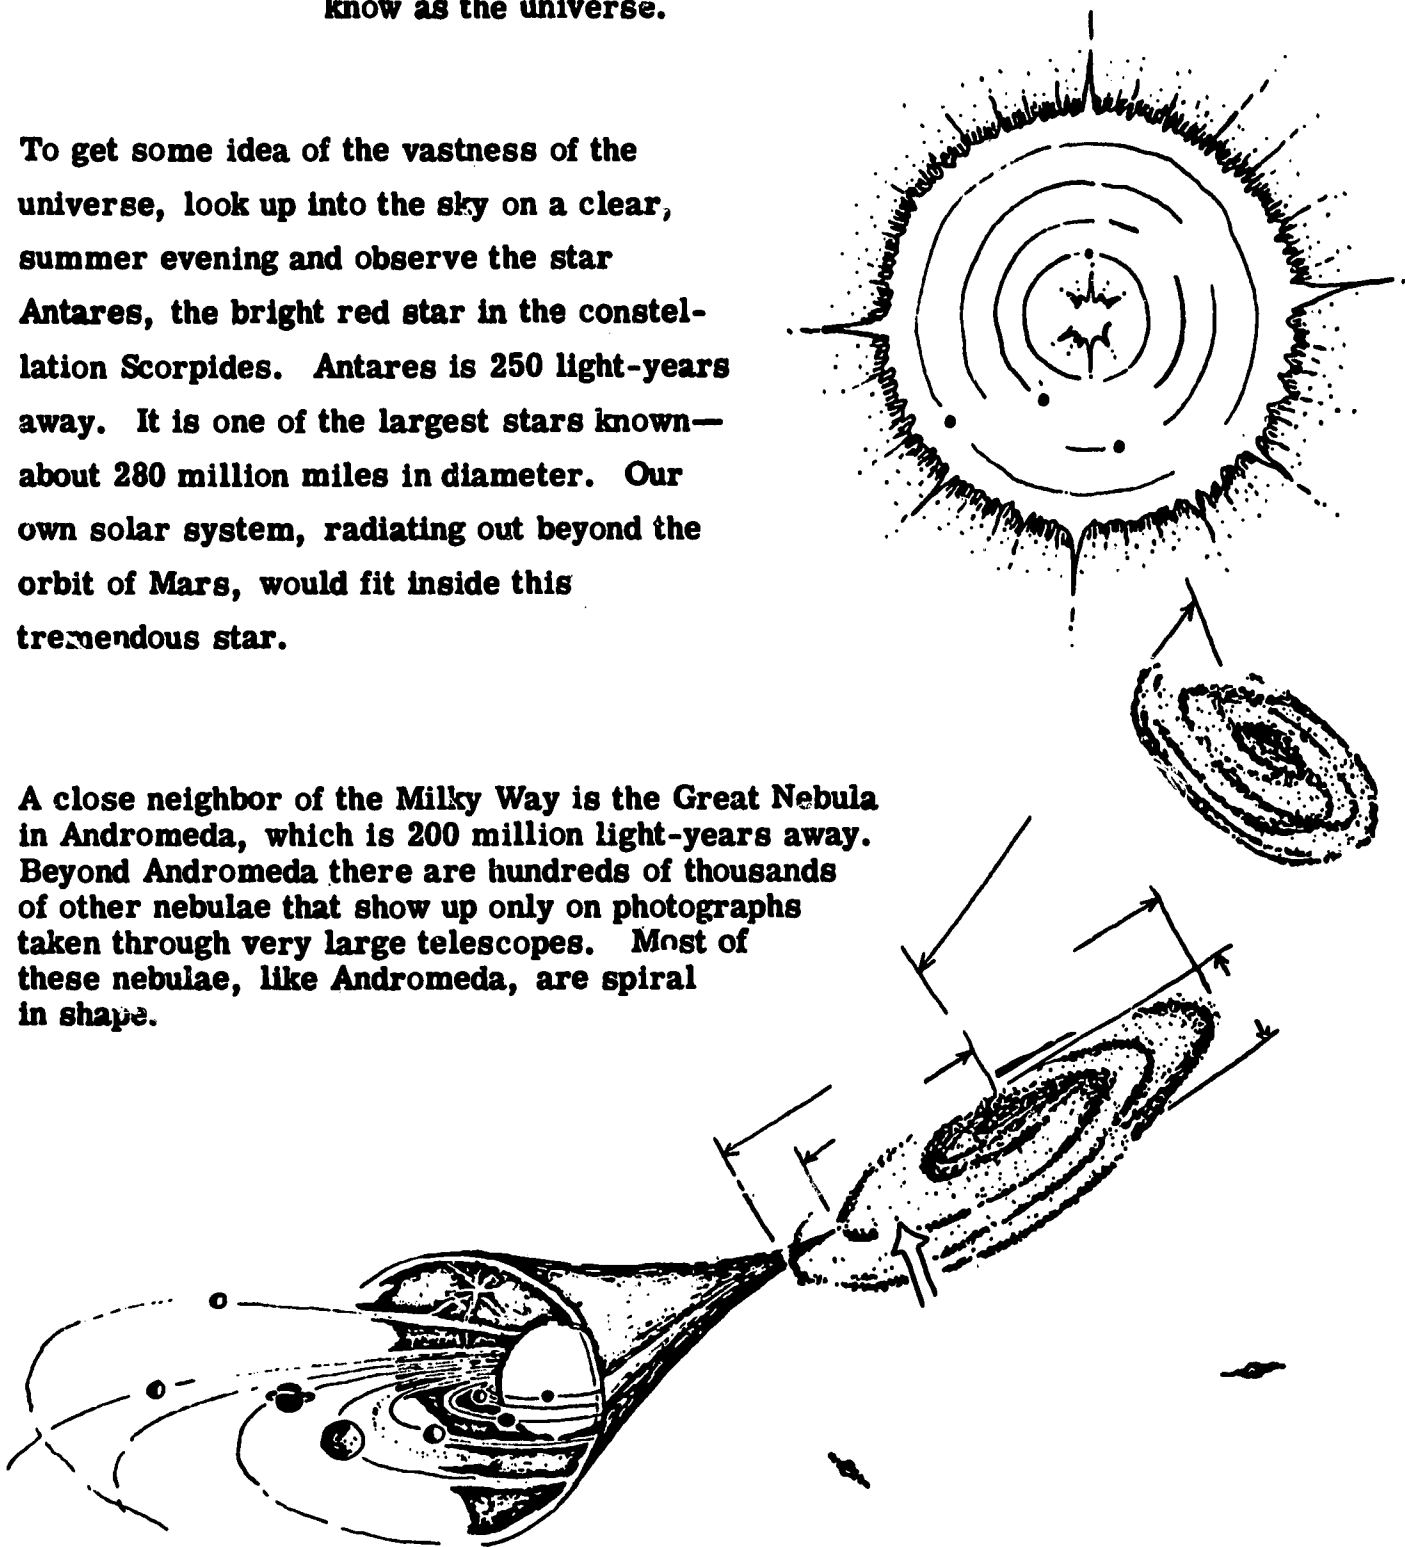 know as the universe.
To get some idea of the vastness of the
universe, look up into the sky on a clear,
summer evening and observe the star
Antares, the bright red star in the constel-
lation Scorpides. Antares is 250 light-years
away. It is one of the largest stars known—
about 280 million miles in diameter. Our
own solar system, radiating out beyond the
orbit of Mars, would fit inside this
tremendous star.
A close neighbor of the Milky Way is the Great Nebula
in Andromeda, which is 200 million light-years away.
Beyond Andromeda there are hundreds of thousands
of other nebulae that show up only on photographs
taken through very large telescopes. Most of
these nebulae, like Andromeda, are spiral
in shape.